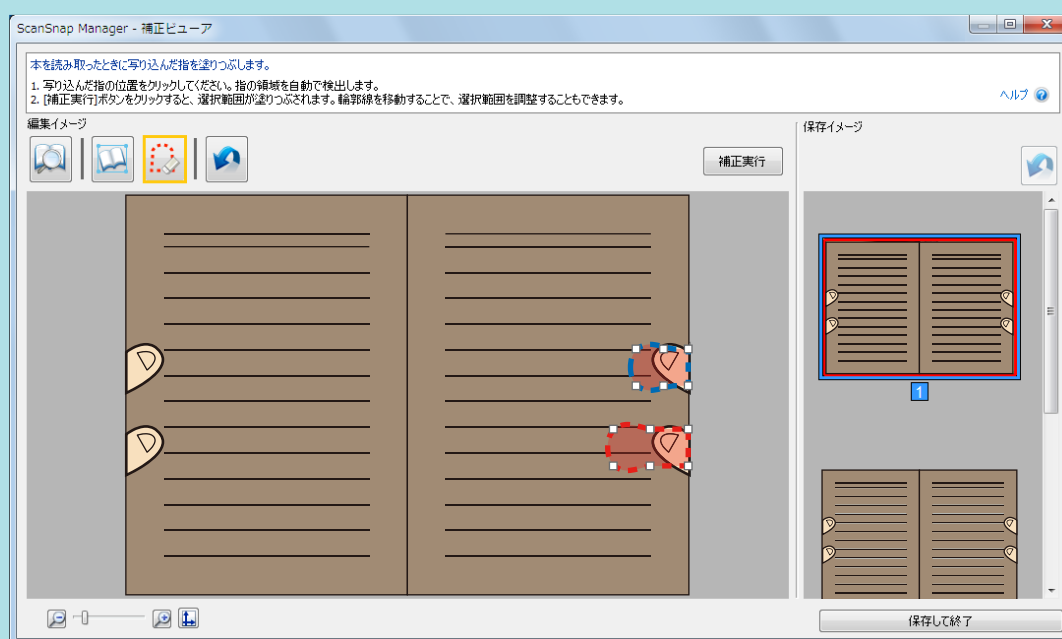 ScanSnap Manager - 補正ビューア
本を読み取ったときに写り込んだ指を塗りつぶします。
1. 写り込んだ指の位置をクリックしてください。指の領域を自動で検出します。
2. [補正実行]ボタンをクリックすると、選択範囲が塗りつぶされます。輪郭線を移動することで、選択範囲を調整することもできます。
ヘルプ
編集イメージ
保存イメージ
補正実行
1
保存して終了